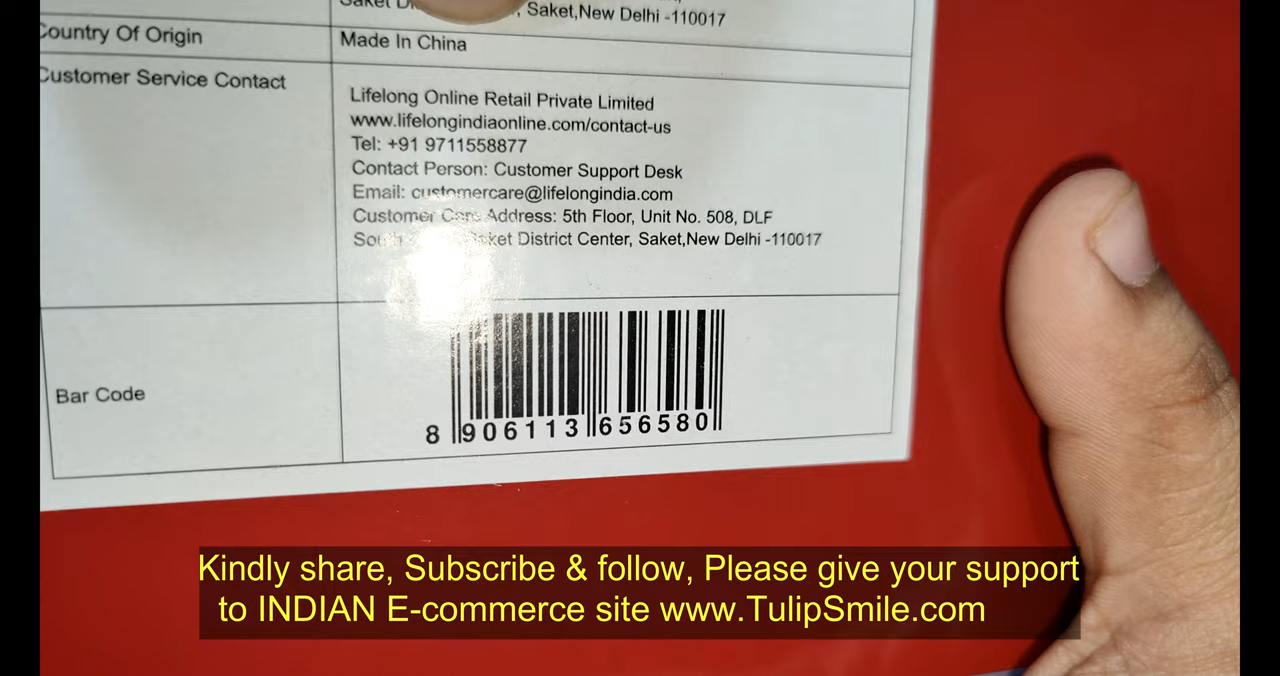 Saket, New Delhi -110017
Country Of Origin
Made In China
Customer Service Contact
Lifelong Online Retail Private Limited
www.lifelongindiaonline.com/contact-us
Tel: +91 9711558877
Contact Person: Customer Support Desk
Email: customercare@lifelongindia.com
Customer Care Address: 5th Floor, Unit No. 508, DLF
District Center, Saket,New Delhi -110017
Bar Code
8 906113 656580
Kindly share, Subscribe & follow, Please give your support
to INDIAN E-commerce site www.TulipSmile.com